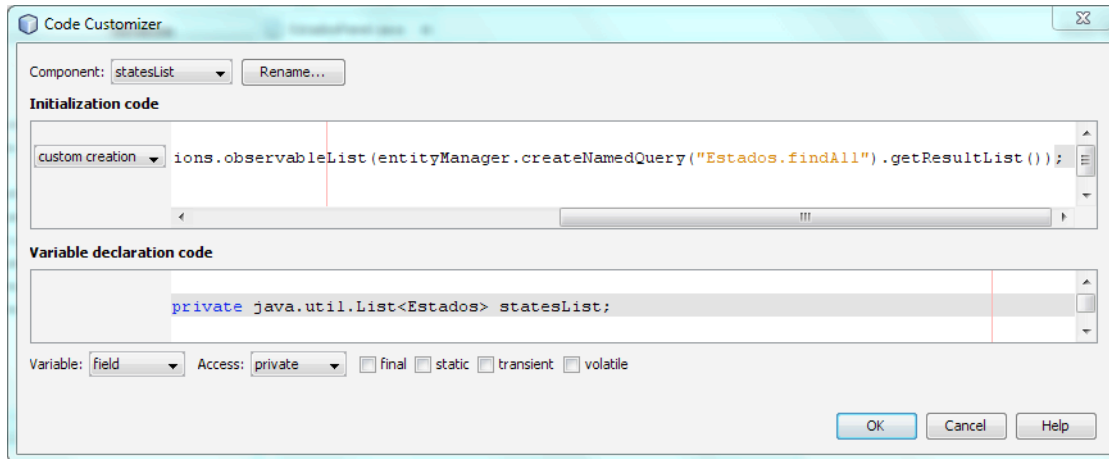 Code Customizer
Component: statesList Rename...
Initialization code
custom creation ions.observableList(entityManager.createNamedQuery("Estados.findAll").getResultList());
Variable declaration code
private java.util.List<Estados> statesList;
Variable: field Access: private final static transient volatile
OK Cancel Help